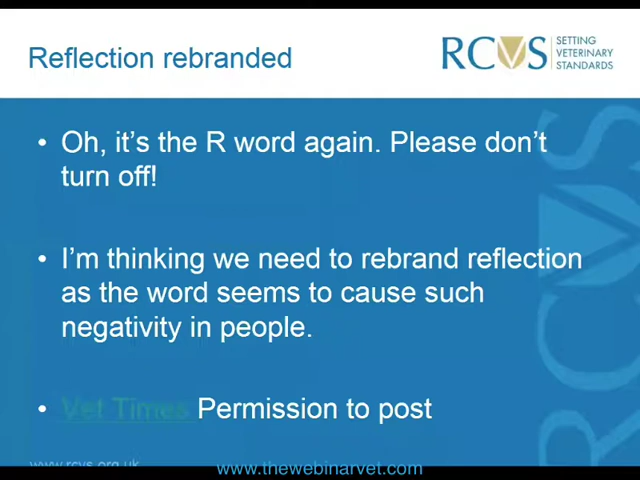 Reflection rebranded
RCVS
SETTING
VETERINARY
STANDARDS
• Oh, it's the R word again. Please don't
turn off!
• I'm thinking we need to rebrand reflection
as the word seems to cause such
negativity in people.
• Vet Times Permission to post
www.rcvs.org.uk
www.thewebinarvet.com
RCVS